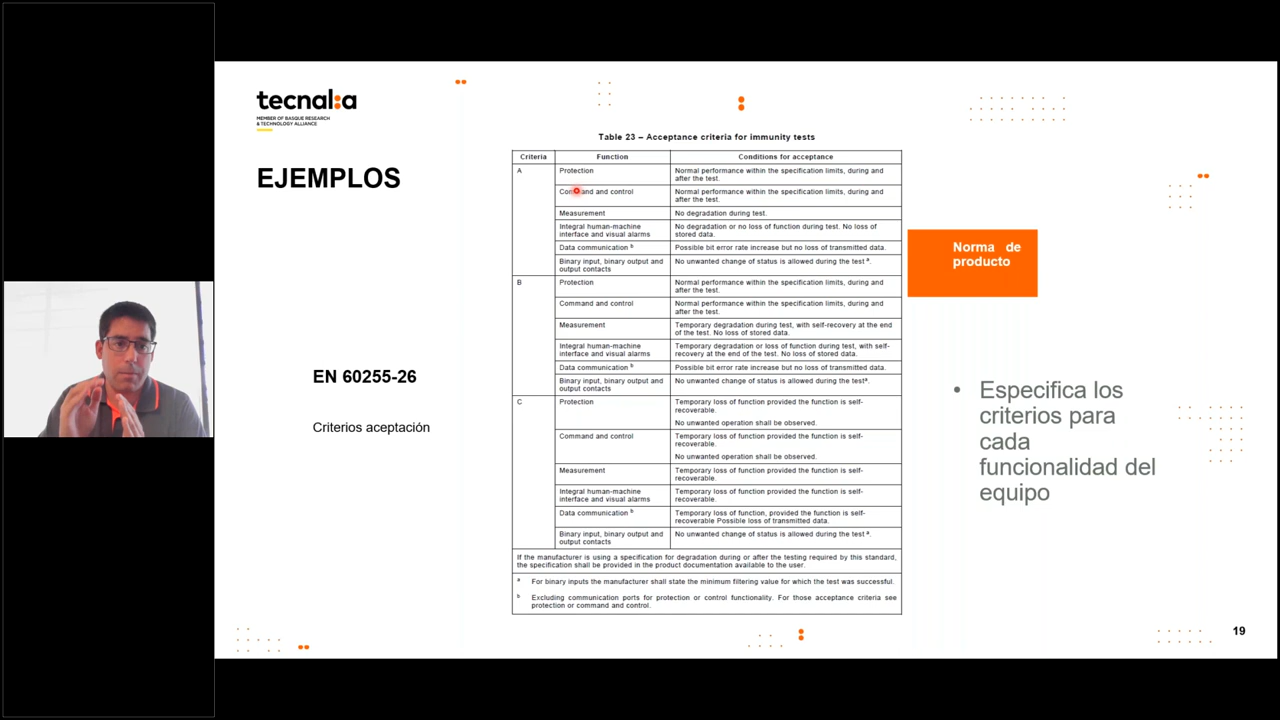 tecnal:a
MEMBER OF BASQUE RESEARCH
& TECHNOLOGY ALLIANCE
EJEMPLOS
EN 60255-26
Criterios aceptación
Table 23 – Acceptance criteria for immunity tests
Criteria Function Conditions for acceptance
A Protection Normal performance within the specification limits, during and
after the test.
Command and control Normal performance within the specification limits, during and
after the test.
Measurement No degradation during test.
Integral human-machine No degradation or no loss of function during test. No loss of
interface and visual alarms stored data.
Data communication b Possible bit error rate increase but no loss of transmitted data.
Binary input, binary output and No unwanted change of status is allowed during the test a.
output contacts
B Protection Normal performance within the specification limits, during and
after the test.
Command and control Normal performance within the specification limits, during and
after the test.
Measurement Temporary degradation during test, with self-recovery at the end
of the test. No loss of stored data.
Integral human-machine Temporary degradation or loss of function during test, with self-
interface and visual alarms recovery at the end of the test. No loss of stored data.
Data communication b Possible bit error rate increase but no loss of transmitted data.
Binary input, binary output and No unwanted change of status is allowed during the testa.
output contacts
C Protection Temporary loss of function provided the function is self-
recoverable.
No unwanted operation shall be observed.
Command and control Temporary loss of function provided the function is self-
recoverable.
No unwanted operation shall be observed.
Measurement Temporary loss of function provided the function is self-
recoverable.
Integral human-machine Temporary loss of function provided the function is self-
interface and visual alarms recoverable.
Data communication b Temporary loss of function, provided the function is self-
recoverable Possible loss of transmitted data.
Binary input, binary output and No unwanted change of status is allowed during the test a.
output contacts
If the manufacturer is using a specification for degradation during or after the testing required by this standard,
the specification shall be provided in the product documentation available to the user.
a For binary inputs the manufacturer shall state the minimum filtering value for which the test was successful.
b Excluding communication ports for protection or control functionality. For those acceptance criteria see
protection or command and control.
Norma de
producto
• Especifica los
criterios para
cada
funcionalidad del
equipo
19